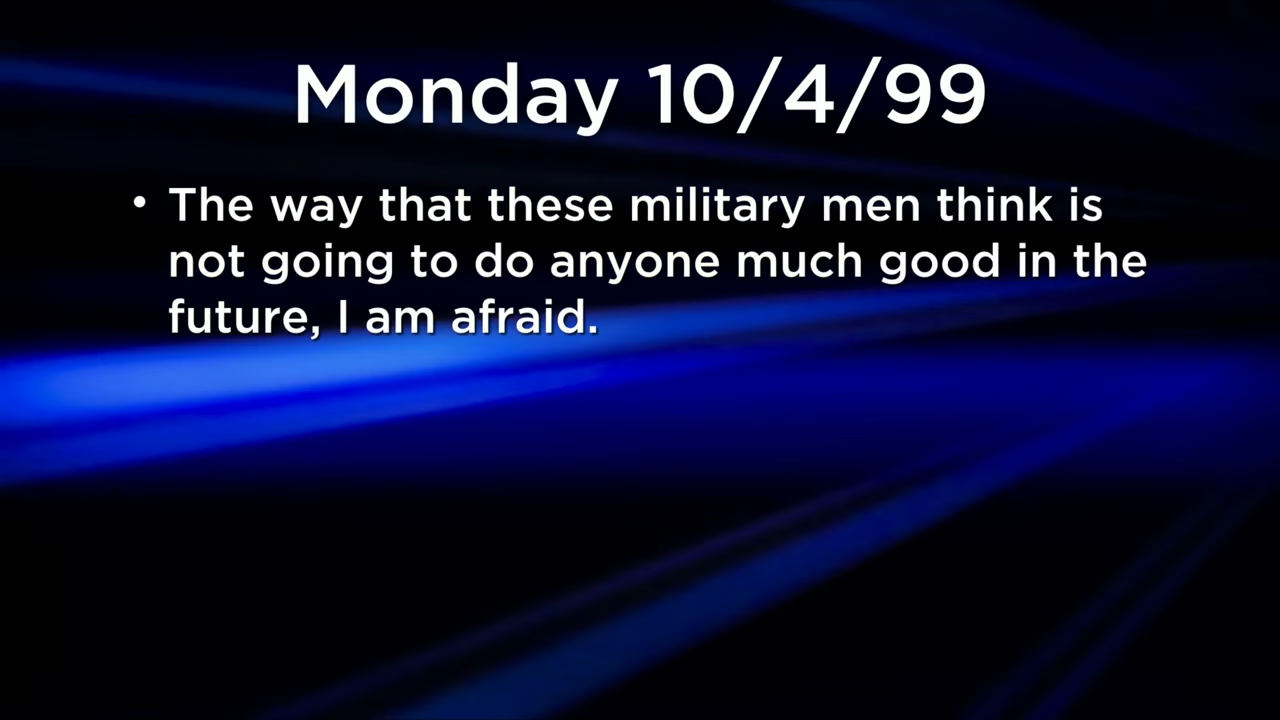 Monday 10/4/99
• The way that these military men think is
not going to do anyone much good in the
future, I am afraid.